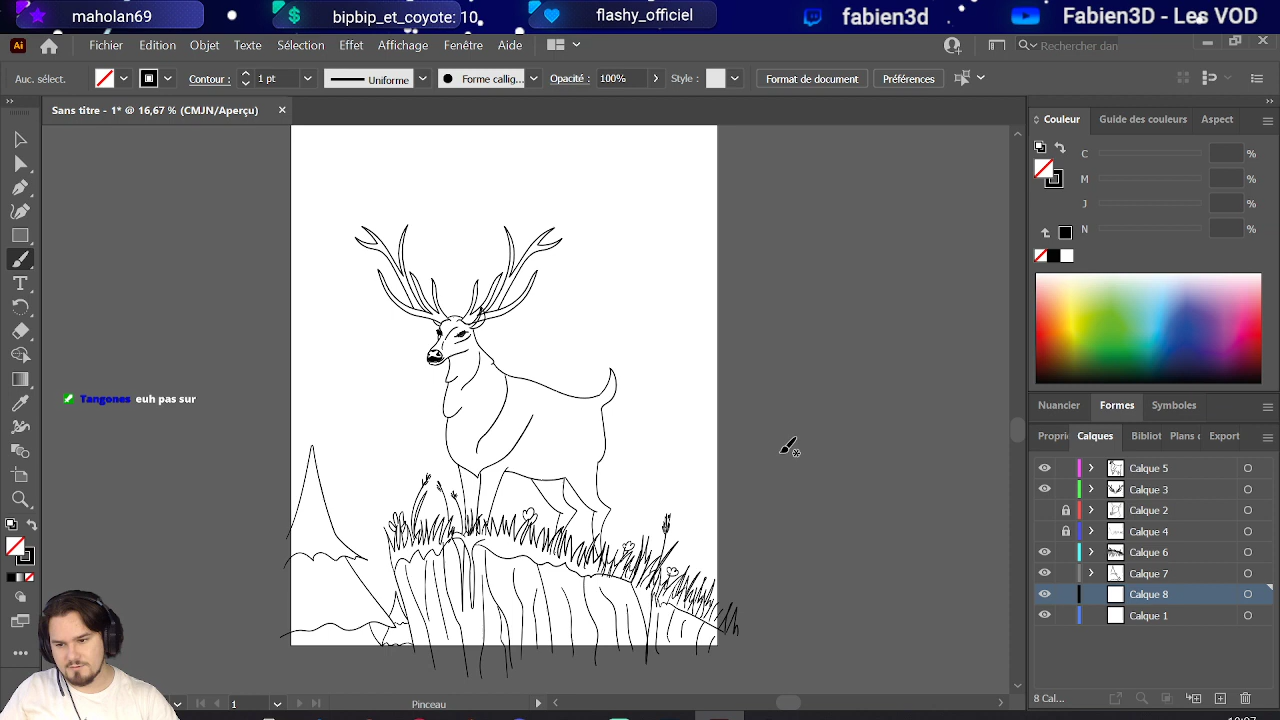 maholan69
bipbip_et_coyote: 10
flashy_officiel
fabien3d
Fabien3D - Les VOD
Ai
Fichier Edition Objet Texte Sélection Effet Affichage Fenêtre Aide
Rechercher dan
Auc. sélect.
Contour :
1 pt
Uniforme
Forme callig...
Opacité :
100%
Style :
Format de document
Préférences
Sans titre - 1* @ 16,67 % (CMJN/Aperçu)
Couleur
Guide des couleurs
Aspect
C %
M %
J %
N %
Tangones euh pas sur
Nuancier
Formes
Symboles
Propri
Calques
Bibliot
Plans c
Export
Calque 5
Calque 3
Calque 2
Calque 4
Calque 6
Calque 7
Calque 8
Calque 1
8 Cal...
1
Pinceau